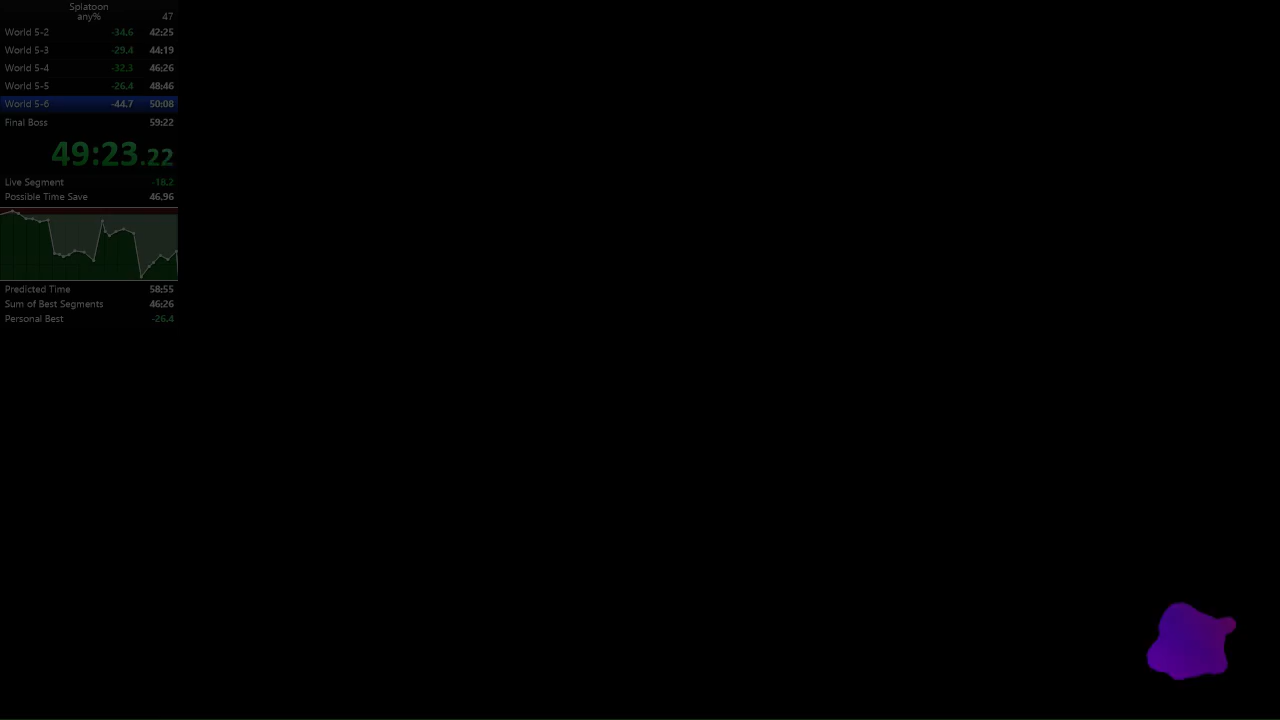 Splatoon
any% 47
World 5-2 -34.6 42:25
World 5-3 -29.4 44:19
World 5-4 -32.3 46:26
World 5-5 -26.4 48:46
World 5-6 -44.7 50:08
Final Boss 59:22
49:23.22
Live Segment -18.2
Possible Time Save 46.96
Predicted Time 58:55
Sum of Best Segments 46:26
Personal Best -26.4